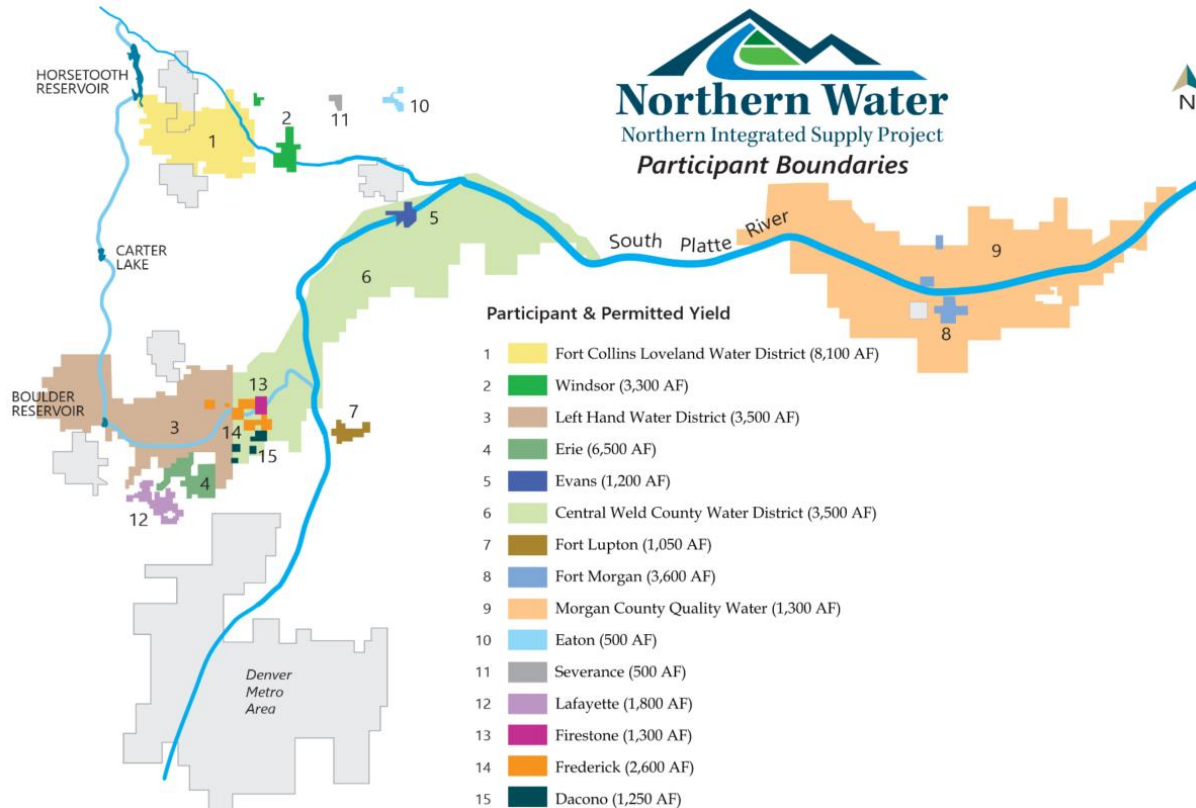 Northern Water
Northern Integrated Supply Project
Participant Boundaries
N
HORSETOOTH
RESERVOIR
1
2
11
10
5
CARTER
LAKE
6
South Platte River
9
8
BOULDER
RESERVOIR
3
13
14
15
7
4
12
Denver
Metro
Area
Participant & Permitted Yield
1 Fort Collins Loveland Water District (8,100 AF)
2 Windsor (3,300 AF)
3 Left Hand Water District (3,500 AF)
4 Erie (6,500 AF)
5 Evans (1,200 AF)
6 Central Weld County Water District (3,500 AF)
7 Fort Lupton (1,050 AF)
8 Fort Morgan (3,600 AF)
9 Morgan County Quality Water (1,300 AF)
10 Eaton (500 AF)
11 Severance (500 AF)
12 Lafayette (1,800 AF)
13 Firestone (1,300 AF)
14 Frederick (2,600 AF)
15 Dacono (1,250 AF)